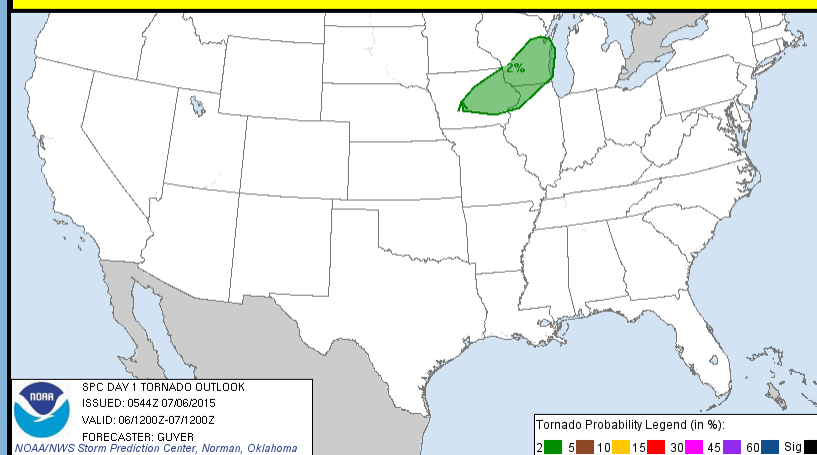 2%
NOAA
SPC DAY 1 TORNADO OUTLOOK
ISSUED: 0544Z 07/06/2015
VALID: 06/1200Z-07/1200Z
FORECASTER: GUYER
NOAA/NWS Storm Prediction Center, Norman, Oklahoma
Tornado Probability Legend (in %):
2 5 10 15 30 45 60 Sig